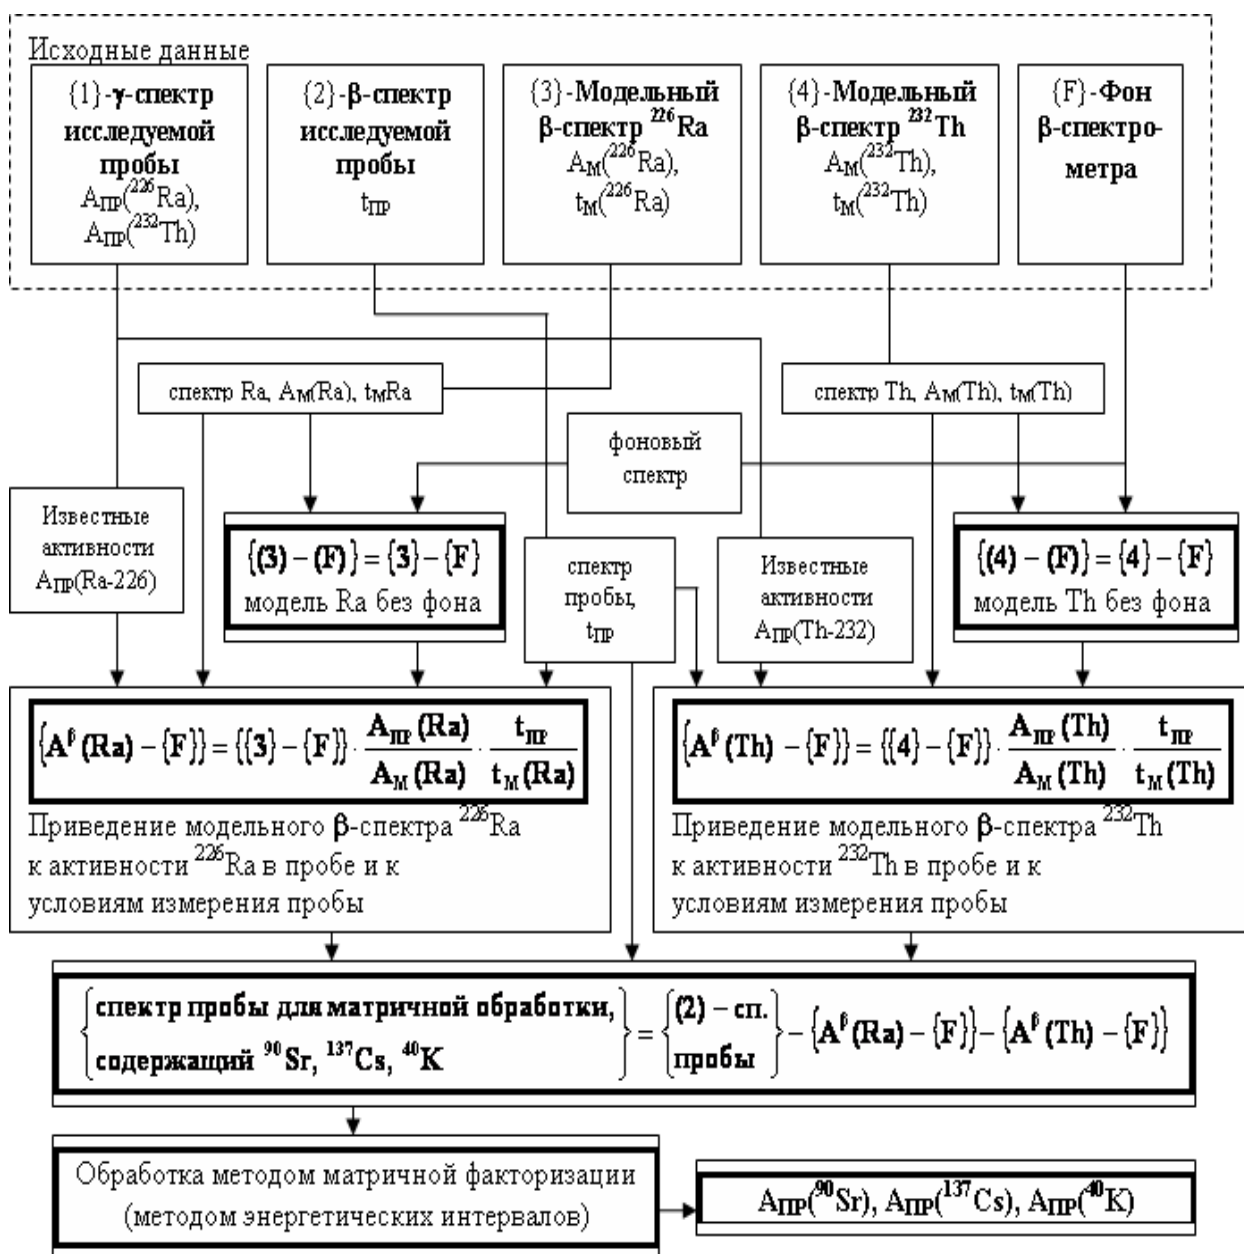 Исходные данные
{1}-γ-спектр
исследуемой
пробы
A_ПР(²²⁶Ra),
A_ПР(²³²Th)
{2}-β-спектр
исследуемой
пробы
t_ПР
{3}-Модельный
β-спектр ²²⁶Ra
A_М(²²⁶Ra),
t_М(²²⁶Ra)
{4}-Модельный
β-спектр ²³²Th
A_М(²³²Th),
t_М(²³²Th)
{F}-Фон
β-спектро-
метра
спектр Ra, A_М(Ra), t_МRa
спектр Th, A_М(Th), t_М(Th)
фоновый
спектр
Известные
активности
A_ПР(Ra-226)
{(3) – (F)} = {3} – {F}
модель Ra без фона
спектр
пробы,
t_ПР
Известные
активности
A_ПР(Th-232)
{(4) – (F)} = {4} – {F}
модель Th без фона
{A^β (Ra) – {F}} = {{3} – {F}} · A_ПР (Ra) / A_М (Ra) · t_ПР / t_М (Ra)
Приведение модельного β-спектра ²²⁶Ra
к активности ²²⁶Ra в пробе и к
условиям измерения пробы
{A^β (Th) – {F}} = {{4} – {F}} · A_ПР (Th) / A_М (Th) · t_ПР / t_М (Th)
Приведение модельного β-спектра ²³²Th
к активности ²³²Th в пробе и к
условиям измерения пробы
{спектр пробы для матричной обработки,
содержащий ⁹⁰Sr, ¹³⁷Cs, ⁴⁰K} = {(2) – сп.
пробы} – {A^β (Ra) – {F}} – {A^β (Th) – {F}}
Обработка методом матричной факторизации
(методом энергетических интервалов)
A_ПР(⁹⁰Sr), A_ПР(¹³⁷Cs), A_ПР(⁴⁰K)